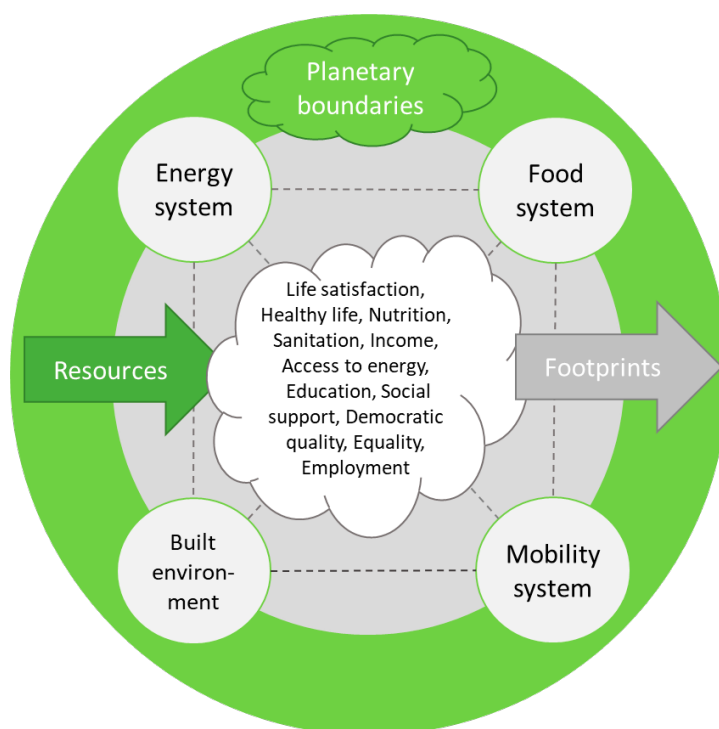 Planetary
boundaries
Energy
system
Food
system
Life satisfaction,
Healthy life, Nutrition,
Sanitation, Income,
Access to energy,
Education, Social
support, Democratic
quality, Equality,
Employment
Resources
Footprints
Built
environ-
ment
Mobility
system